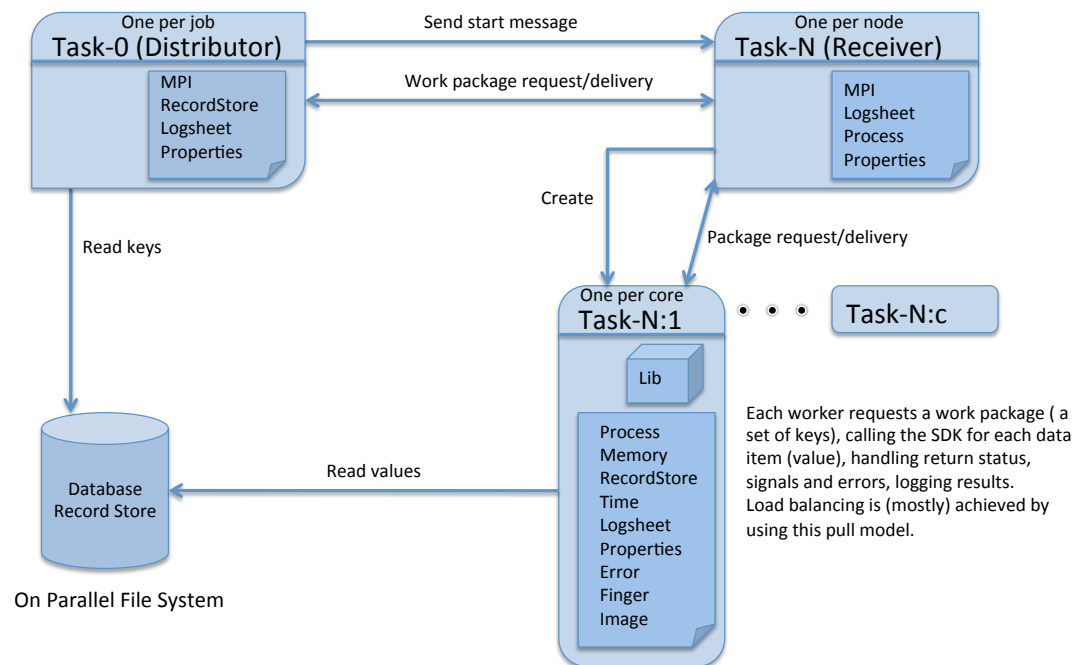 One per job
Task-0 (Distributor)
MPI
RecordStore
Logsheet
Properties
Send start message
Work package request/delivery
One per node
Task-N (Receiver)
MPI
Logsheet
Process
Properties
Create
Package request/delivery
Read keys
One per core
Task-N:1
Lib
Process
Memory
RecordStore
Time
Logsheet
Properties
Error
Finger
Image
Task-N:c
Each worker requests a work package ( a
set of keys), calling the SDK for each data
item (value), handling return status,
signals and errors, logging results.
Load balancing is (mostly) achieved by
using this pull model.
Read values
Database
Record Store
On Parallel File System